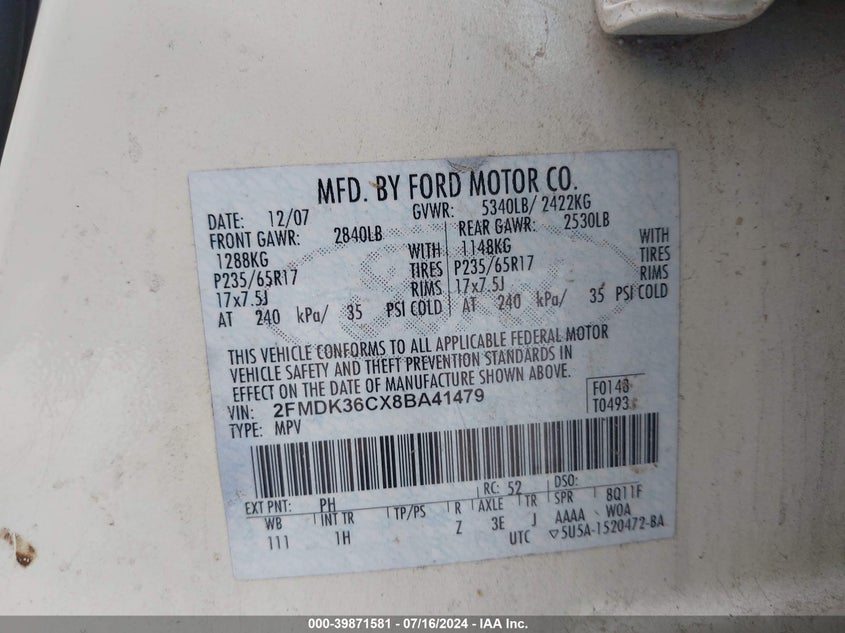 MFD. BY FORD MOTOR CO.
DATE: 12/07 GVWR: 5340LB/ 2422KG
FRONT GAWR: 2840LB REAR GAWR: 2530LB
1288KG WITH 1148KG WITH
P235/65R17 TIRES P235/65R17 TIRES
17x7.5J RIMS 17x7.5J RIMS
AT 240 kPa/ 35 PSI COLD AT 240 kPa/ 35 PSI COLD
THIS VEHICLE CONFORMS TO ALL APPLICABLE FEDERAL MOTOR
VEHICLE SAFETY AND THEFT PREVENTION STANDARDS IN
EFFECT ON THE DATE OF MANUFACTURE SHOWN ABOVE.
VIN: 2FMDK36CX8BA41479 F0148
TYPE: MPV T0493
EXT PNT: PH RC: 52 DSO:
WB INT TR TP/PS R AXLE TR SPR 8Q11F
111 1H Z 3E J AAAA WOA
UTC ▽5U5A-1520472-BA
000-39871581 - 07/16/2024 - IAA Inc.